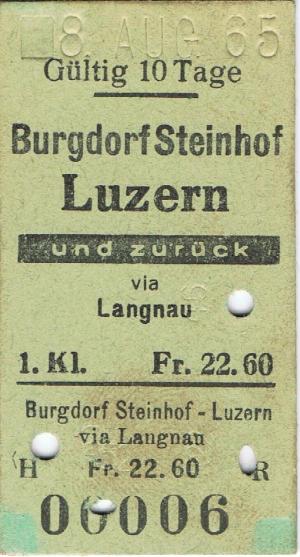 8 AUG 65
Gültig 10 Tage
Burgdorf Steinhof
Luzern
und zurück
via
Langnau
1. Kl. Fr. 22.60
Burgdorf Steinhof - Luzern
via Langnau
H Fr. 22.60 R
00006